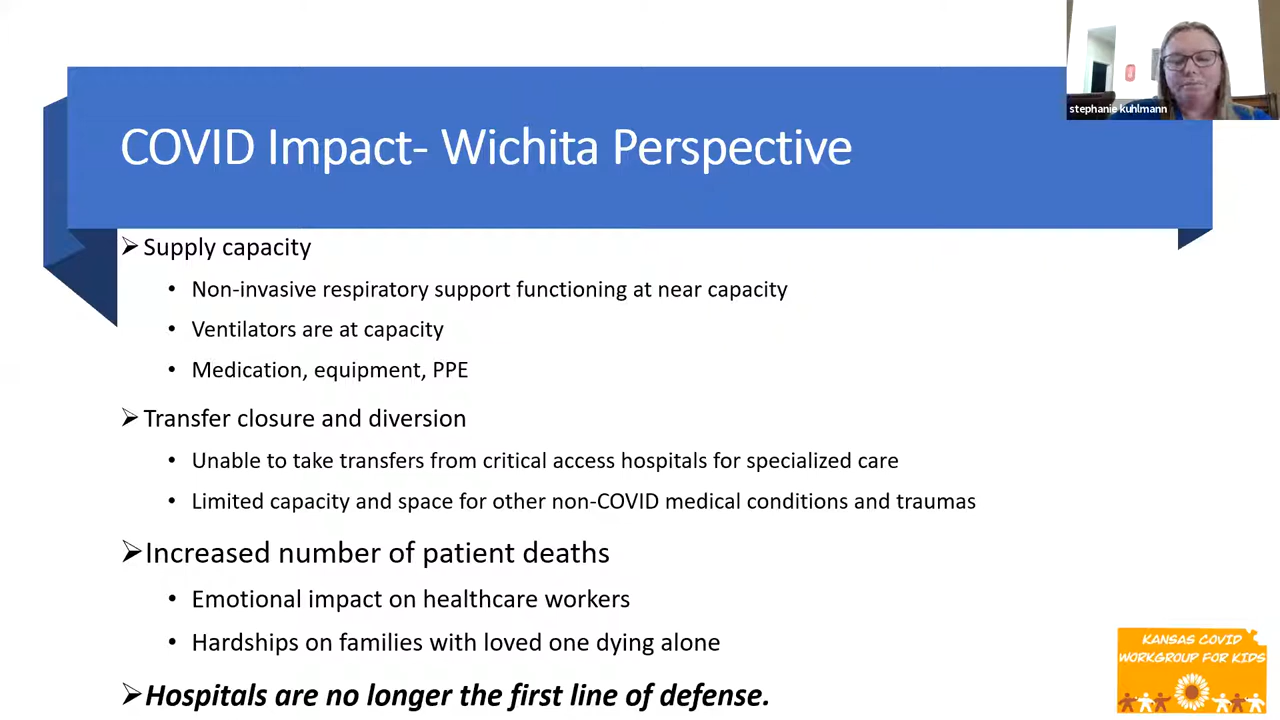 stephanie kuhlmann
COVID Impact- Wichita Perspective
Supply capacity
Non-invasive respiratory support functioning at near capacity
Ventilators are at capacity
Medication, equipment, PPE
Transfer closure and diversion
Unable to take transfers from critical access hospitals for specialized care
Limited capacity and space for other non-COVID medical conditions and traumas
Increased number of patient deaths
Emotional impact on healthcare workers
Hardships on families with loved one dying alone
Hospitals are no longer the first line of defense.
KANSAS COVID
WORKGROUP FOR KIDS